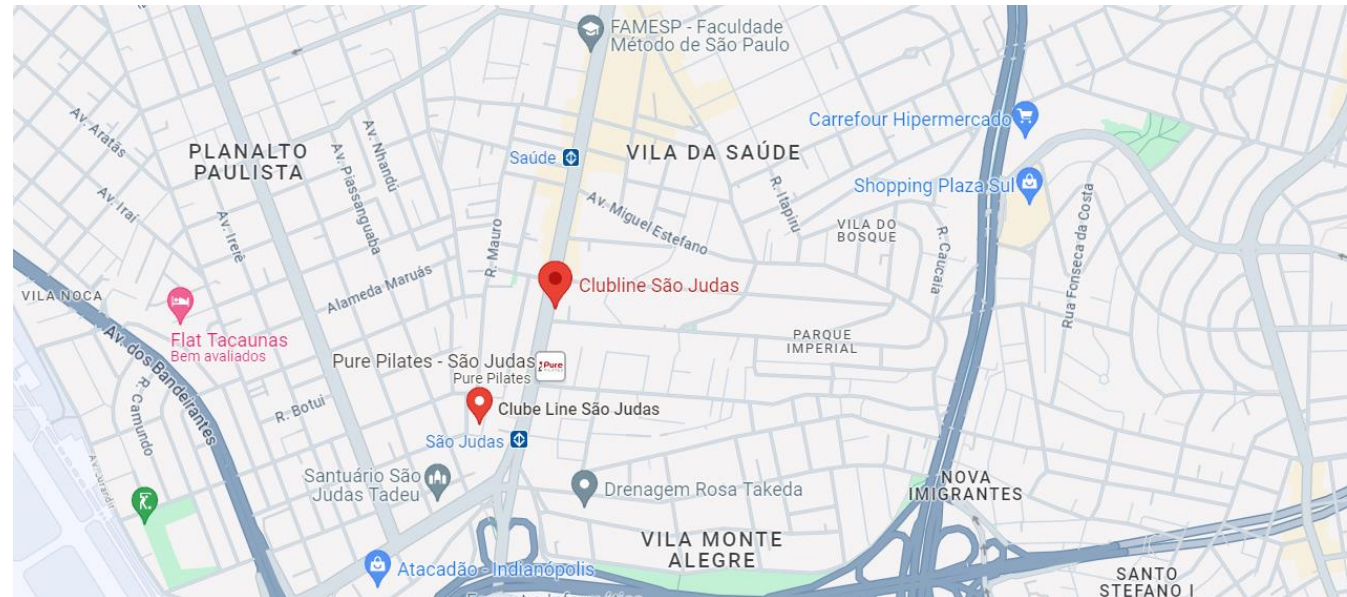 FAMESP - Faculdade
Método de São Paulo
Carrefour Hipermercado
Av. Aratãs
Av. Nhandú
PLANALTO
PAULISTA
Saúde
VILA DA SAÚDE
Av. Piassanguaba
R. Itapiru
Shopping Plaza Sul
Av. Iraí
Av. Irerê
R. Mauro
Av. Miguel Estefano
VILA DO
BOSQUE
R. Caucaia
Rua Fonseca da Costa
Alameda Maruás
Clubline São Judas
VILA NOCA
Flat Tacaunas
Bem avaliados
Av. dos Bandeirantes
PARQUE
IMPERIAL
Pure Pilates - São Judas
Pure Pilates
Pure
R. Camundo
R. Botui
Clube Line São Judas
São Judas
Santuário São
Judas Tadeu
Drenagem Rosa Takeda
NOVA
IMIGRANTES
VILA MONTE
ALEGRE
Atacadão - Indianópolis
SANTO
STEFANO I